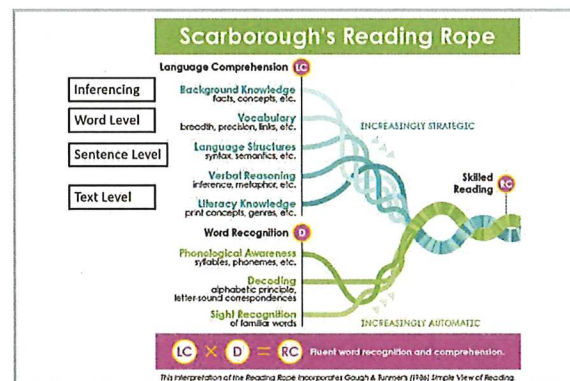 Scarborough's Reading Rope
Language Comprehension LC
Inferencing
Background Knowledge
facts, concepts, etc.
Word Level
Vocabulary
breadth, precision, links, etc.
INCREASINGLY STRATEGIC
Sentence Level
Language Structures
syntax, semantics, etc.
Verbal Reasoning
inference, metaphor, etc.
Skilled
Reading
RC
Text Level
Literacy Knowledge
print concepts, genres, etc.
Word Recognition D
Phonological Awareness
syllables, phonemes, etc.
Decoding
alphabetic principle,
letter-sound correspondences
Sight Recognition
of familiar words
INCREASINGLY AUTOMATIC
LC × D = RC Fluent word recognition and comprehension.
This interpretation of the Reading Rope incorporates Gough & Tunmer's (1986) Simple View of Reading.